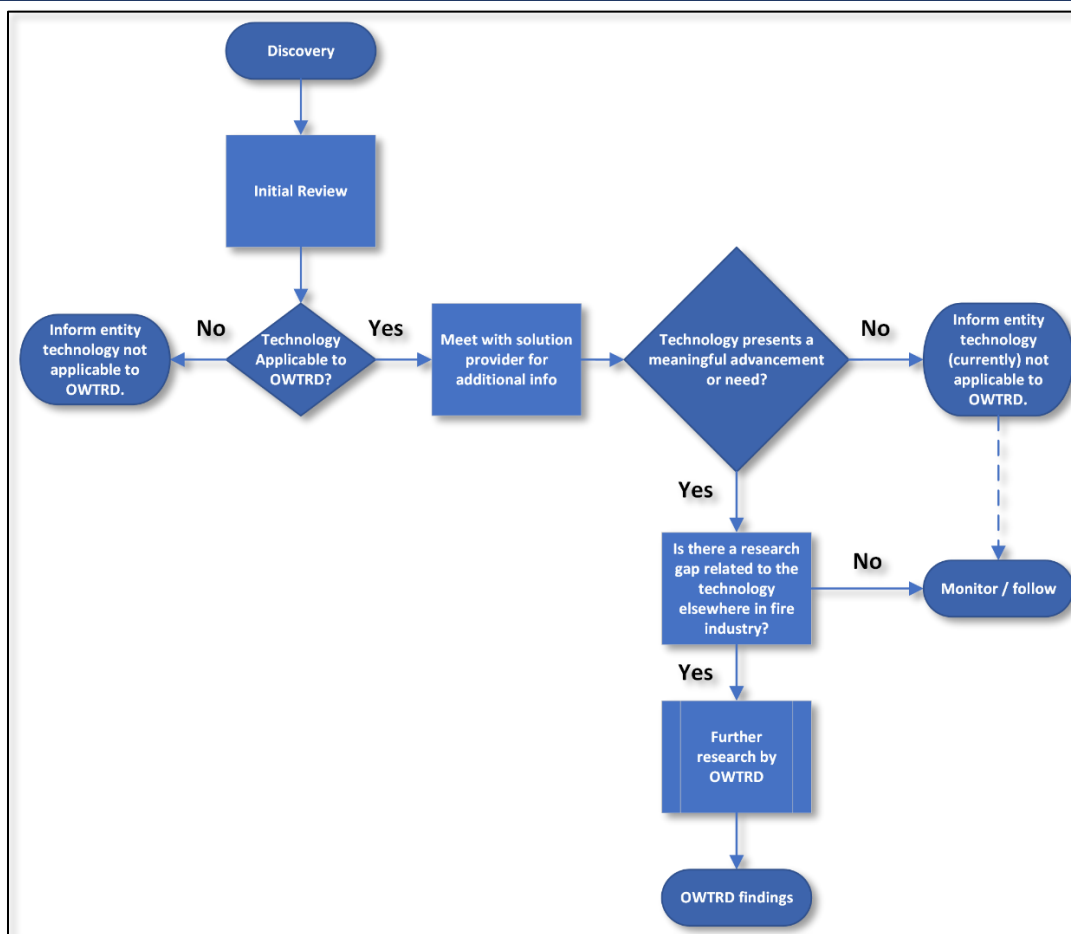 Discovery
Initial Review
Technology
Applicable to
OWTRD?
No
Inform entity
technology not
applicable to
OWTRD.
Yes
Meet with solution
provider for
additional info
Technology presents a
meaningful advancement
or need?
No
Inform entity
technology
(currently) not
applicable to
OWTRD.
Yes
Is there a research
gap related to the
technology
elsewhere in fire
industry?
No
Monitor / follow
Yes
Further
research by
OWTRD
OWTRD findings